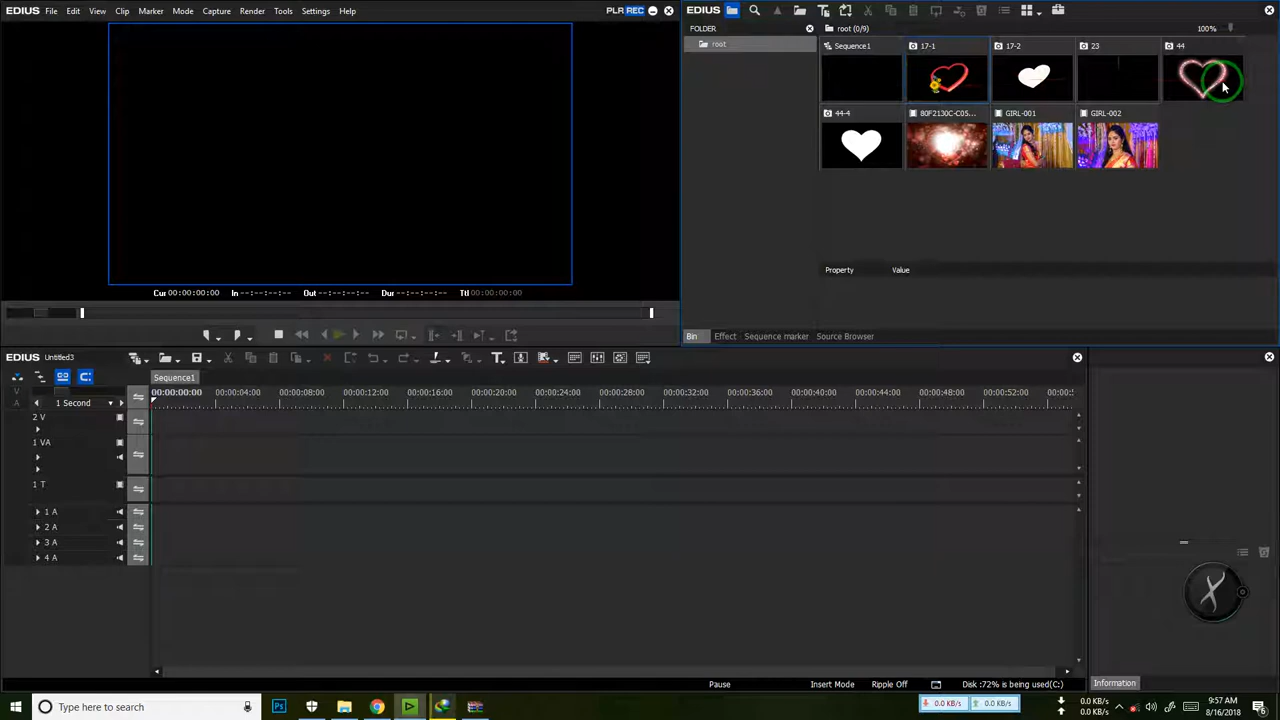 EDIUS File Edit View Clip Marker Mode Capture Render Tools Settings Help PLR REC
EDIUS
FOLDER
root (0/9) 100%
root
Sequence1 17-1 17-2 23 44
44-4 80F2130C-C05... GIRL-001 GIRL-002
Property Value
Cur 00:00:00:00 In --:--:--:-- Out --:--:--:-- Dur --:--:--:-- Ttl 00:00:00:00
Bin Effect Sequence marker Source Browser
EDIUS Untitled3
Sequence1
00:00:00:00 00:00:04:00 00:00:08:00 00:00:12:00 00:00:16:00 00:00:20:00 00:00:24:00 00:00:28:00 00:00:32:00 00:00:36:00 00:00:40:00 00:00:44:00 00:00:48:00 00:00:52:00 00:00:5
V
A 1 Second
2 V
1 VA
1 T
1 A
2 A
3 A
4 A
Pause Insert Mode Ripple Off Disk :72% is being used(C:) Information
Type here to search
0.0 KB/s 0.0 KB/s
0.0 KB/s
0.0 KB/s
9:57 AM
8/16/2018